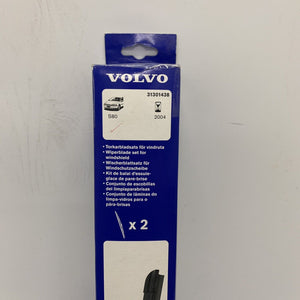 VOLVO
31301438
S80
2004
• Torkarbladsats för vindruta
• Wiperblade set for
windshield
• Wischerblattsatz für
Windschutzscheibe
• Kit de balai d'essuie-
glace de pare-brise
• Conjunto de escobillas
del limpiaparabrisas
• Conjunto de lâminas do
limpa-vidros para o
pára-brisas
x 2